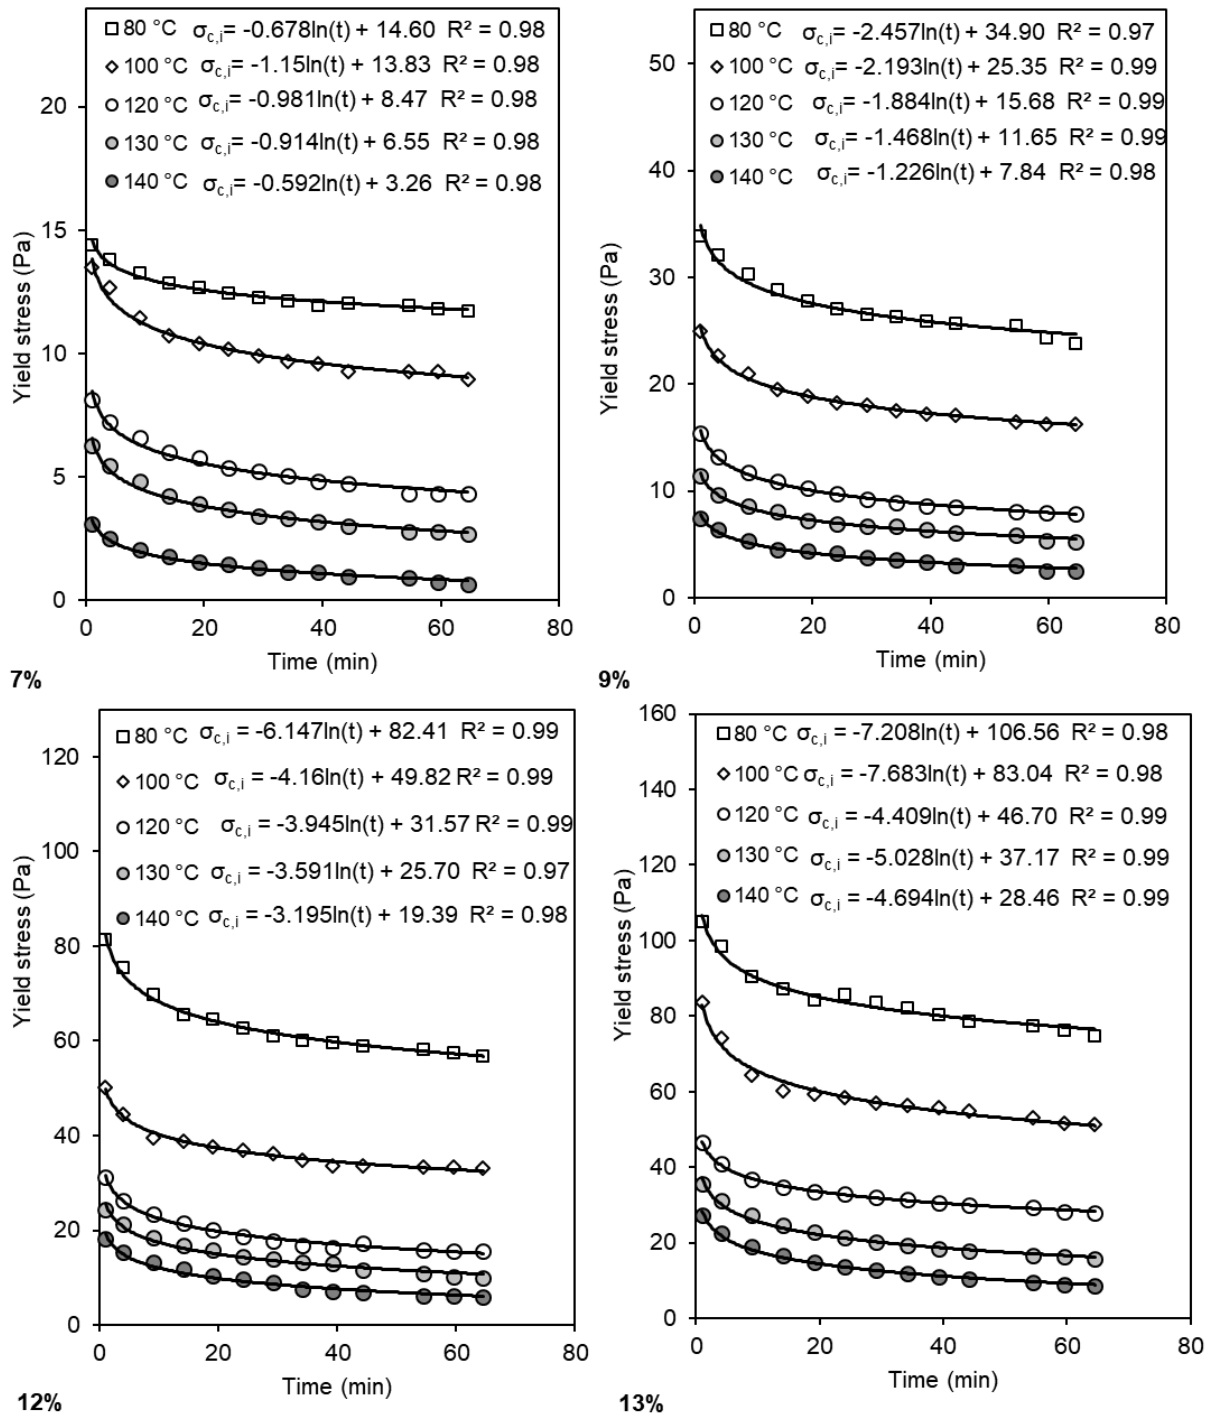 80 °C σc,i= -0.678ln(t) + 14.60 R² = 0.98
100 °C σc,i= -1.15ln(t) + 13.83 R² = 0.98
120 °C σc,i= -0.981ln(t) + 8.47 R² = 0.98
130 °C σc,i= -0.914ln(t) + 6.55 R² = 0.98
140 °C σc,i= -0.592ln(t) + 3.26 R² = 0.98
Yield stress (Pa)
20
15
10
5
0
0 20 40 60 80
Time (min)
7%
80 °C σc,i= -2.457ln(t) + 34.90 R² = 0.97
100 °C σc,i= -2.193ln(t) + 25.35 R² = 0.99
120 °C σc,i= -1.884ln(t) + 15.68 R² = 0.99
130 °C σc,i= -1.468ln(t) + 11.65 R² = 0.99
140 °C σc,i= -1.226ln(t) + 7.84 R² = 0.98
Yield stress (Pa)
50
40
30
20
10
0
0 20 40 60 80
Time (min)
9%
80 °C σc,i = -6.147ln(t) + 82.41 R² = 0.99
100 °C σc,i = -4.16ln(t) + 49.82 R² = 0.99
120 °C σc,i = -3.945ln(t) + 31.57 R² = 0.99
130 °C σc,i = -3.591ln(t) + 25.70 R² = 0.97
140 °C σc,i = -3.195ln(t) + 19.39 R² = 0.98
Yield stress (Pa)
120
100
80
60
40
20
0
0 20 40 60 80
Time (min)
12%
80 °C σc,i = -7.208ln(t) + 106.56 R² = 0.98
100 °C σc,i = -7.683ln(t) + 83.04 R² = 0.98
120 °C σc,i = -4.409ln(t) + 46.70 R² = 0.99
130 °C σc,i = -5.028ln(t) + 37.17 R² = 0.99
140 °C σc,i = -4.694ln(t) + 28.46 R² = 0.99
Yield stress (Pa)
160
140
120
100
80
60
40
20
0
0 20 40 60 80
Time (min)
13%